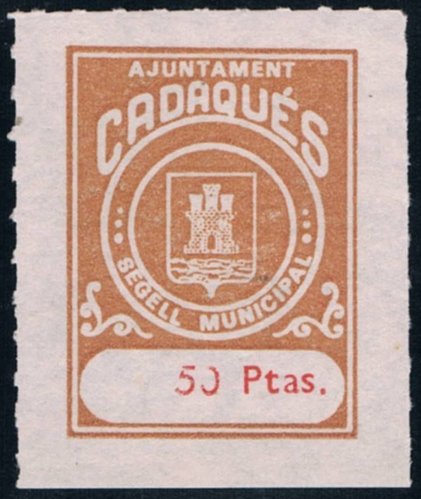 AJUNTAMENT
CADAQUÉS
SEGELL MUNICIPAL
50 Ptas.